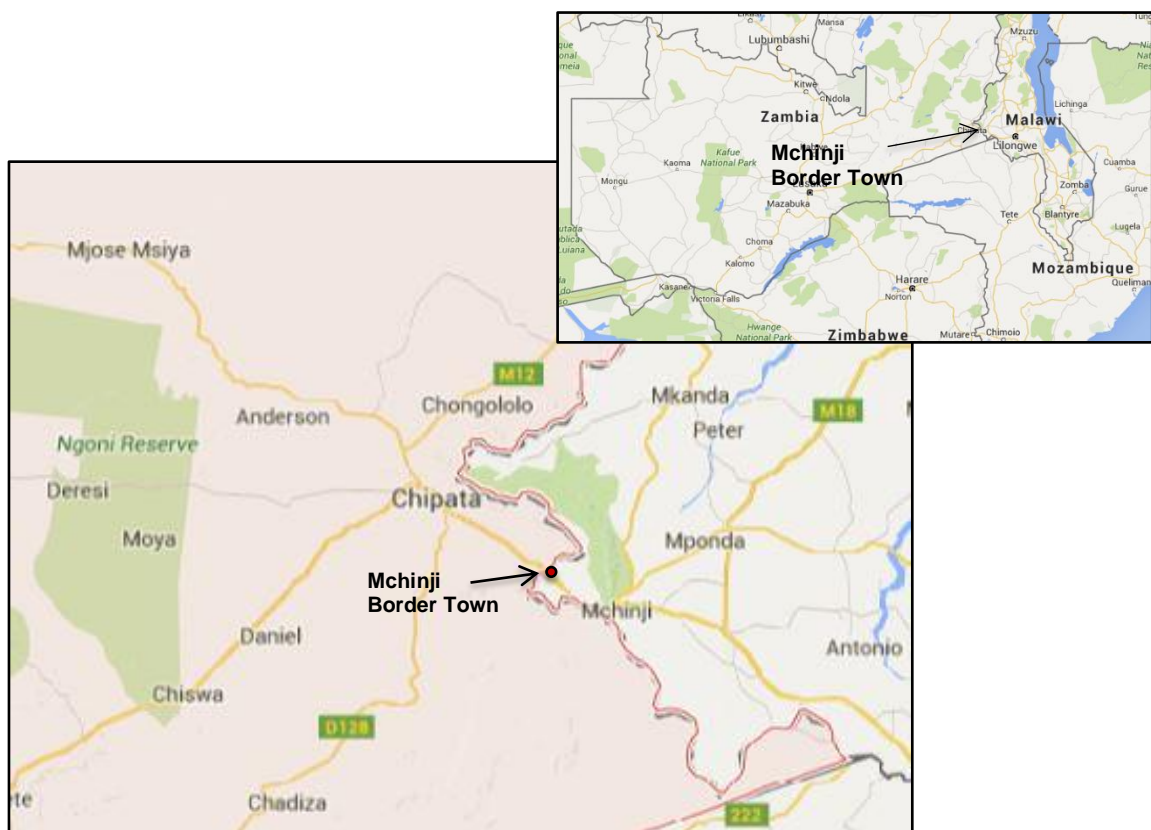 Lubumbashi
Mansa
Mzuzu
Kitwe
Ndola
Lichinga
Zambia
Malawi
Lilongwe
Kafue
National Park
Kaoma
Mongu
Mchinji
Border Town
Cuamba
Gurue
Zomba
Mazabuka
Tete
Blantyre
Lugela
Choma
Kalomo
Mozambique
Harare
Norton
Kasane
Victoria Falls
Hwange
National Park
Zimbabwe
Mutare
Chimoio
Mjose Msiya
M12
Chongololo
Anderson
Mkanda
Peter
M18
Ngoni Reserve
Deresi
Moya
Chipata
Mponda
Mchinji
Border Town
Mchinji
Antonio
Daniel
Chiswa
D128
Chadiza
222